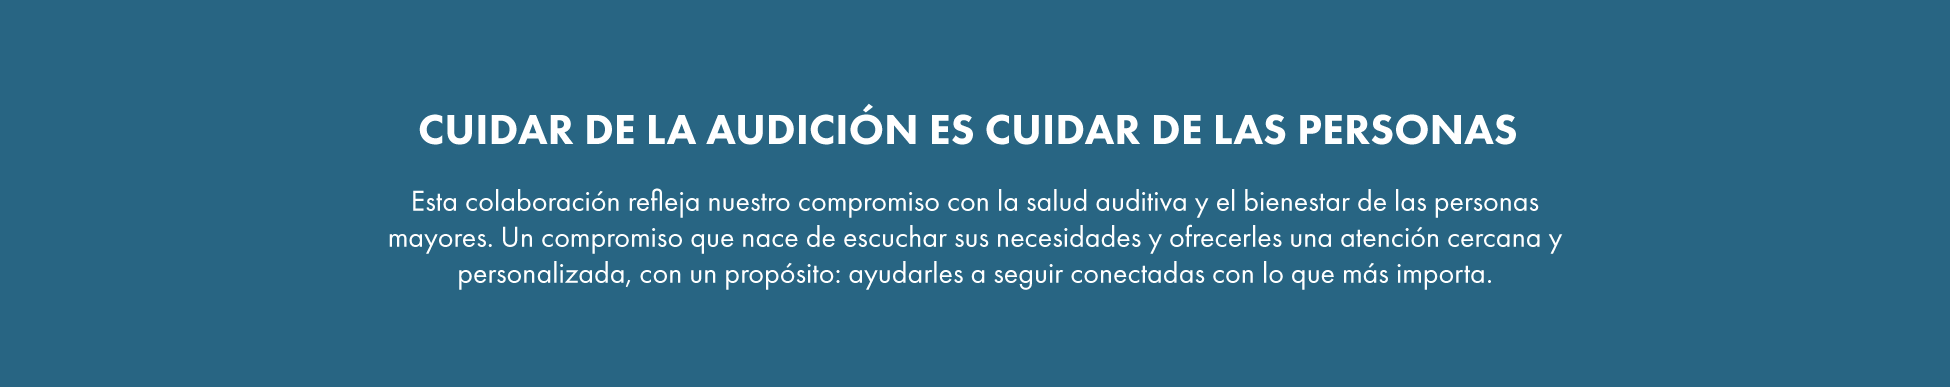 CUIDAR DE LA AUDICIÓN ES CUIDAR DE LAS PERSONAS
Esta colaboración refleja nuestro compromiso con la salud auditiva y el bienestar de las personas
mayores. Un compromiso que nace de escuchar sus necesidades y ofrecerles una atención cercana y
personalizada, con un propósito: ayudarles a seguir conectadas con lo que más importa.